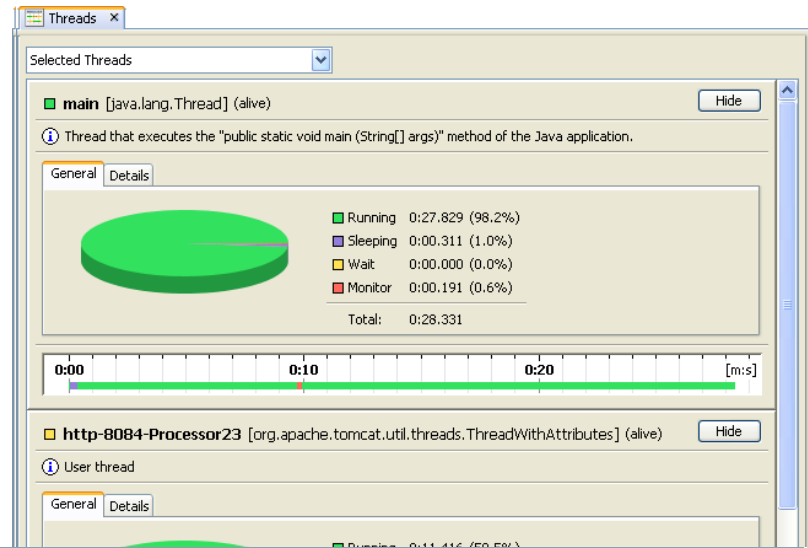 Threads
Selected Threads
main [java.lang.Thread] (alive)
Hide
Thread that executes the "public static void main (String[] args)" method of the Java application.
General Details
Running 0:27.829 (98.2%)
Sleeping 0:00.311 (1.0%)
Wait 0:00.000 (0.0%)
Monitor 0:00.191 (0.6%)
Total: 0:28.331
0:00 0:10 0:20 [m:s]
http-8084-Processor23 [org.apache.tomcat.util.threads.ThreadWithAttributes] (alive)
Hide
User thread
General Details
Running